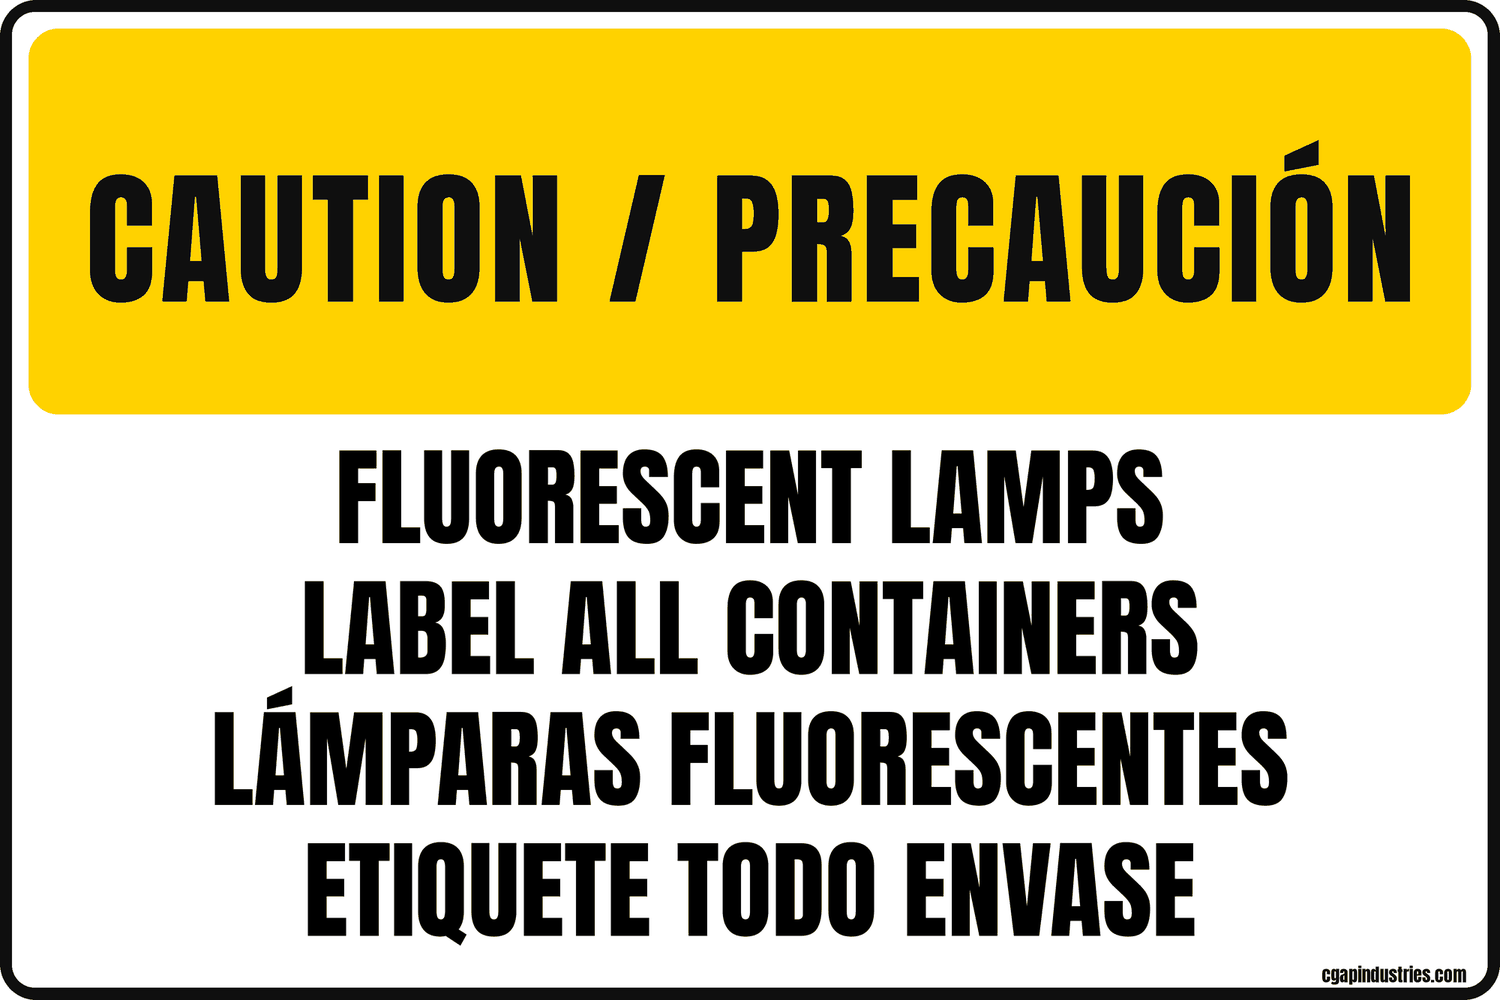 CAUTION / PRECAUCIÓN
FLUORESCENT LAMPS
LABEL ALL CONTAINERS
LÁMPARAS FLUORESCENTES
ETIQUETE TODO ENVASE
cgapindustries.com